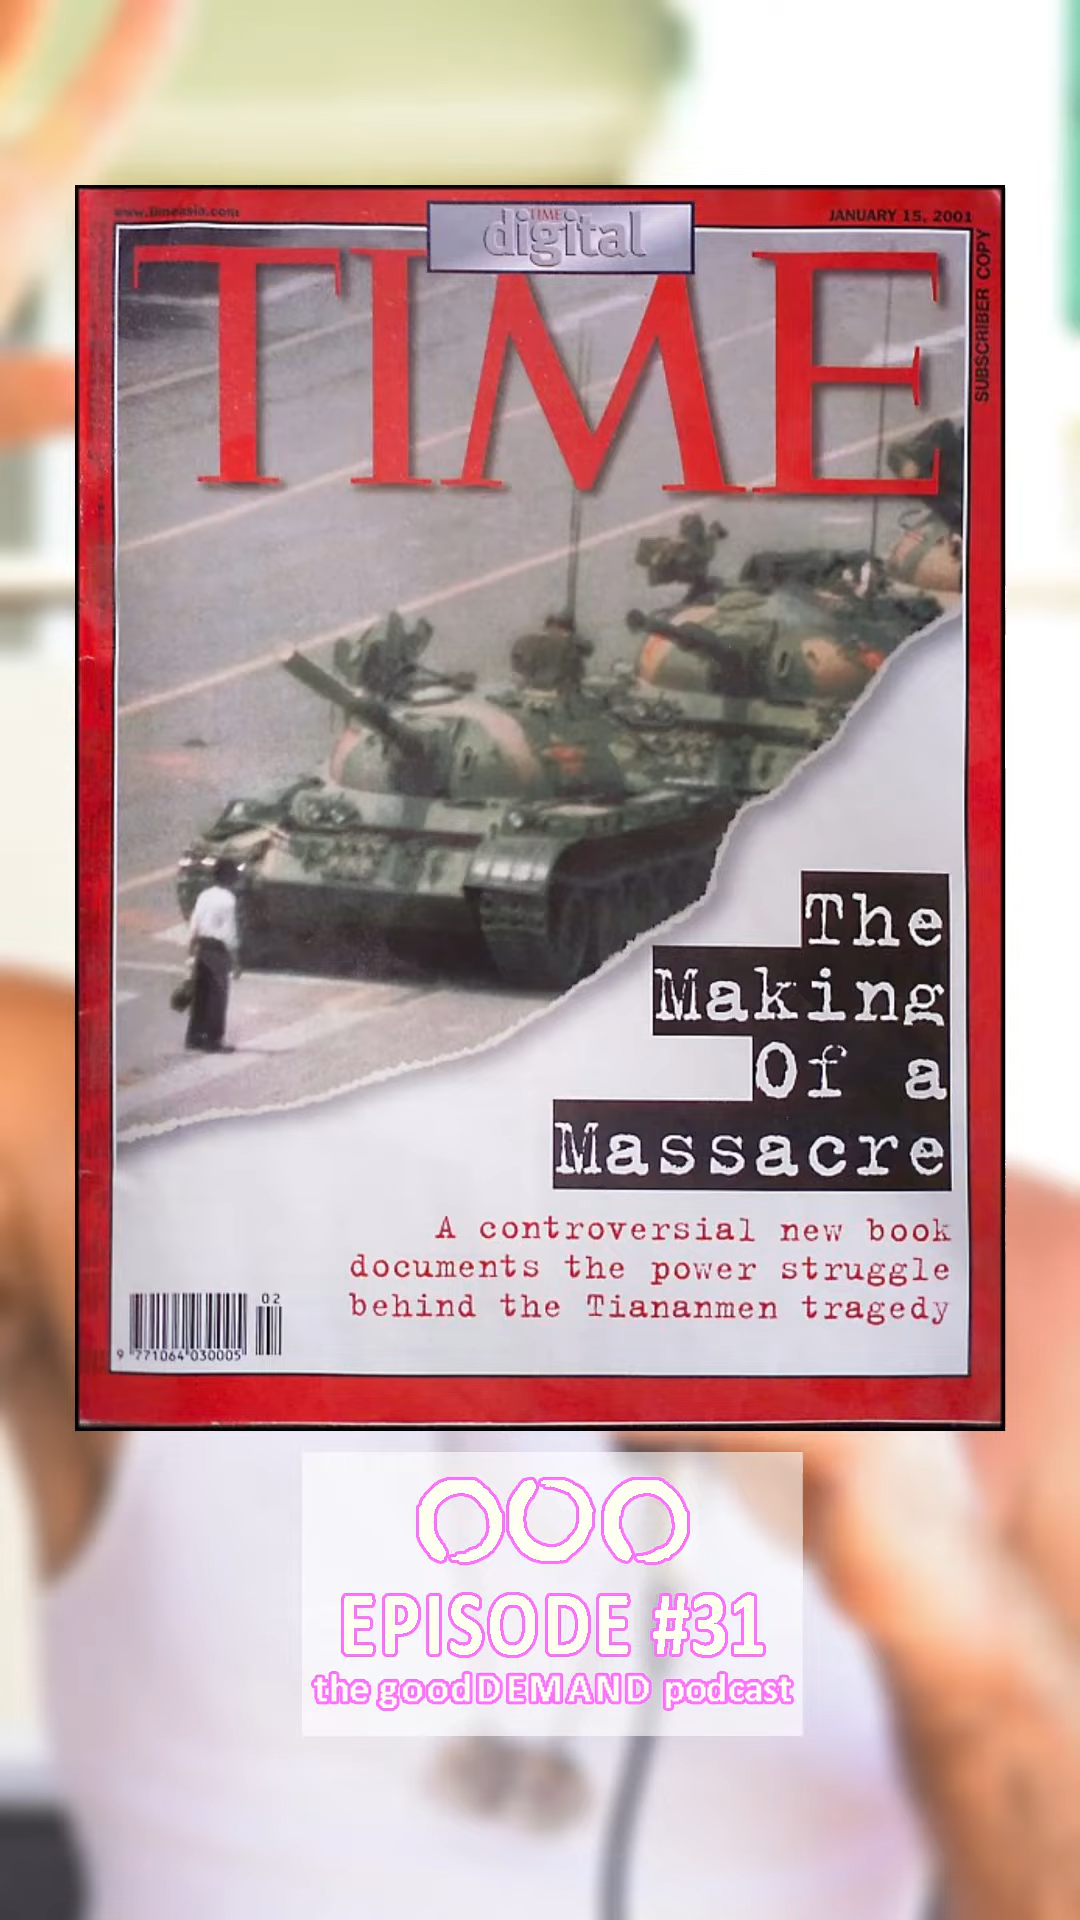 www.timeasia.com
TIME
digital
JANUARY 15, 2001
TIME
SUBSCRIBER COPY
The
Making
Of a
Massacre
A controversial new book
documents the power struggle
behind the Tiananmen tragedy
02
9 771064 030005
EPISODE #31
the goodDEMAND podcast